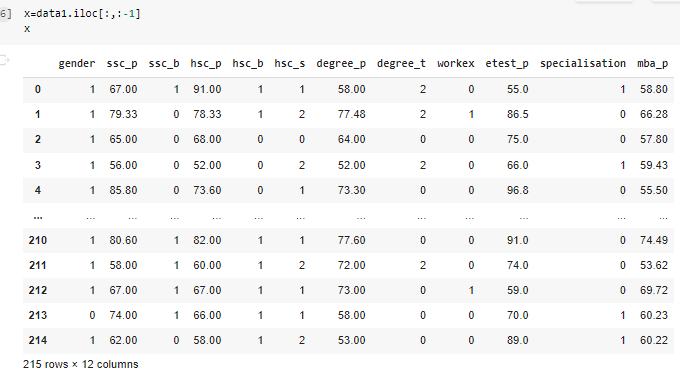 6] x=data1.iloc[:,:-1]
x
gender ssc_p ssc_b hsc_p hsc_b hsc_s degree_p degree_t workex etest_p specialisation mba_p
0 1 67.00 1 91.00 1 1 58.00 2 0 55.0 1 58.80
1 1 79.33 0 78.33 1 2 77.48 2 1 86.5 0 66.28
2 1 65.00 0 68.00 0 0 64.00 0 0 75.0 0 57.80
3 1 56.00 0 52.00 0 2 52.00 2 0 66.0 1 59.43
4 1 85.80 0 73.60 0 1 73.30 0 0 96.8 0 55.50
... ... ... ... ... ... ... ... ... ... ... ... ...
210 1 80.60 1 82.00 1 1 77.60 0 0 91.0 0 74.49
211 1 58.00 1 60.00 1 2 72.00 2 0 74.0 0 53.62
212 1 67.00 1 67.00 1 1 73.00 0 1 59.0 0 69.72
213 0 74.00 1 66.00 1 1 58.00 0 0 70.0 1 60.23
214 1 62.00 0 58.00 1 2 53.00 0 0 89.0 1 60.22
215 rows × 12 columns